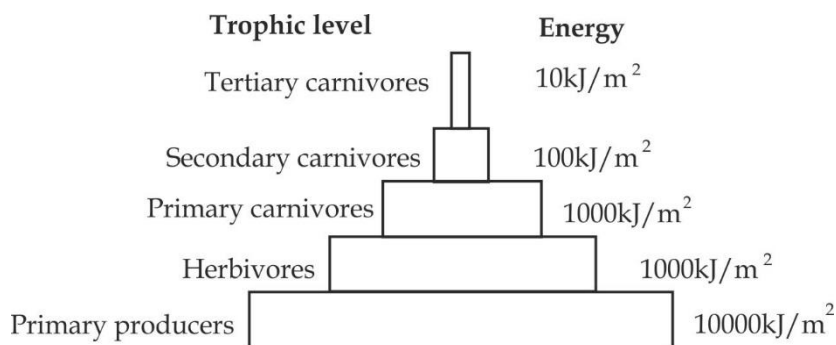 Trophic level Energy
Tertiary carnivores 10kJ/m²
Secondary carnivores 100kJ/m²
Primary carnivores 1000kJ/m²
Herbivores 1000kJ/m²
Primary producers 10000kJ/m²